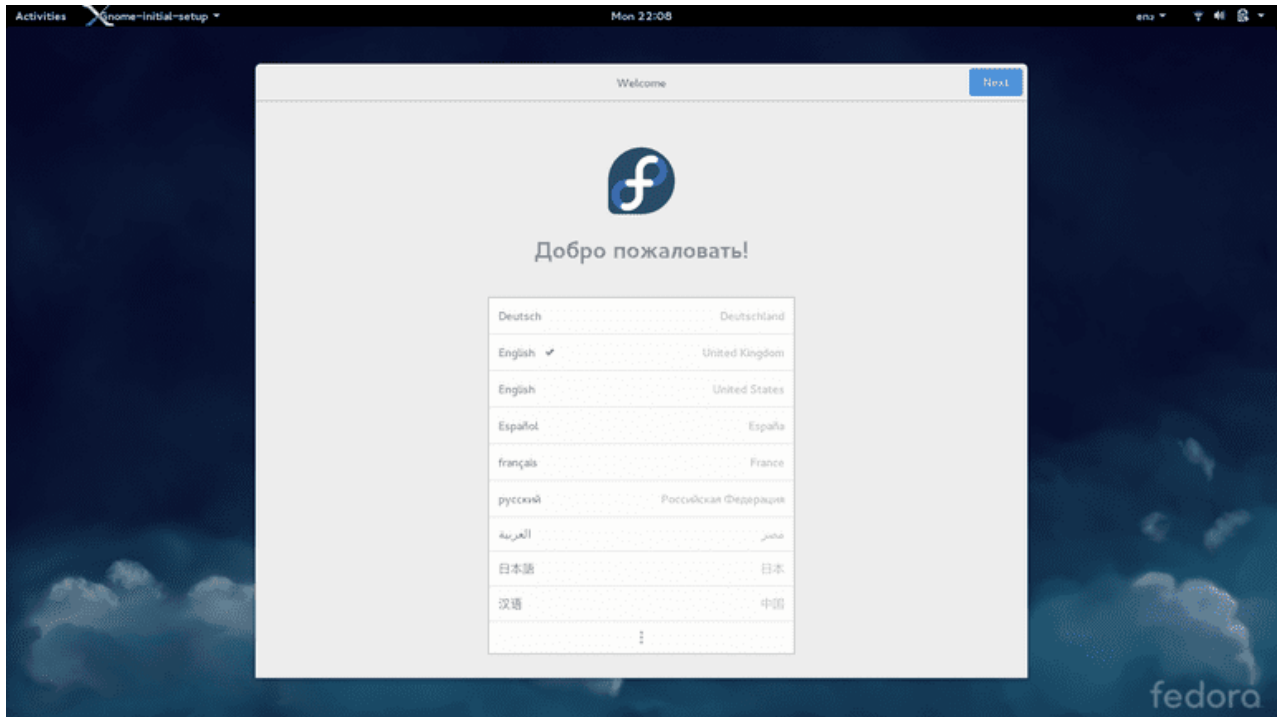 Activities Gnome-initial-setup Mon 22:08 en₂
Welcome Next
Добро пожаловать!
Deutsch Deutschland
English United Kingdom
English United States
Español España
français France
русский Российская Федерация
العربية مصر
日本語 日本
汉语 中国
fedora